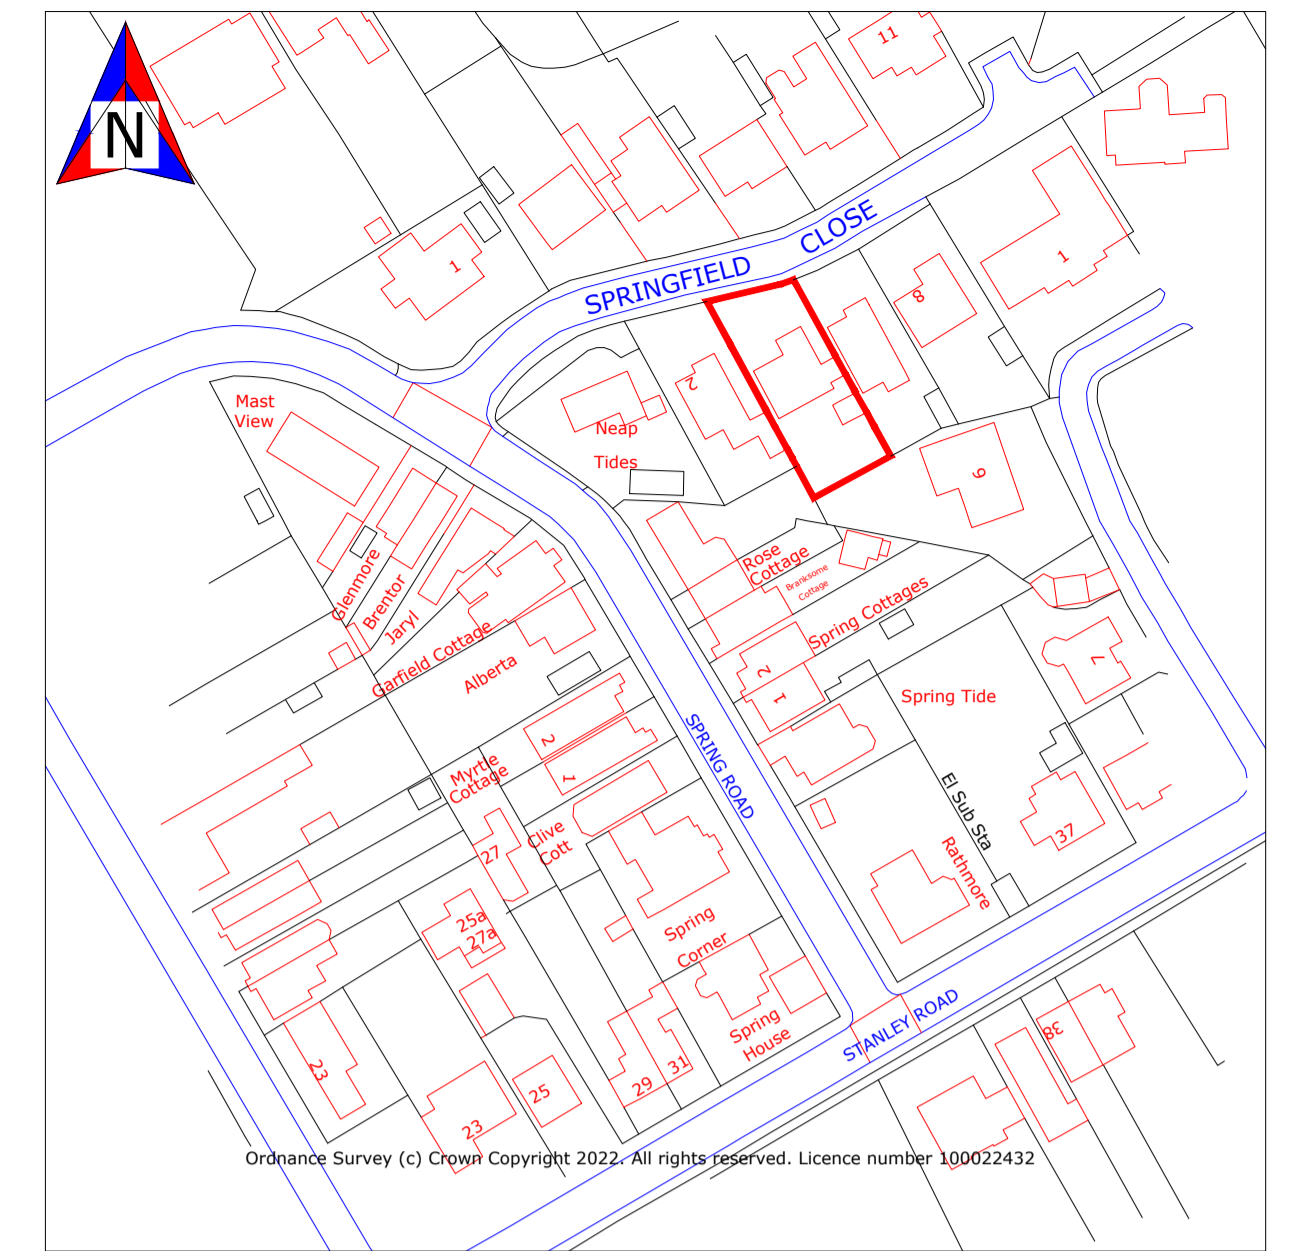 N
11
1
SPRINGFIELD CLOSE
1
8
2
Mast
View
Neap
Tides
9
Rose
Cottage
Branksome
Cottage
Spring Cottages
2
1
Glenmore
Brentor
Jaryl
Garfield Cottage
Alberta
7
Spring Tide
SPRING ROAD
2
1
Myrtle
Cottage
El Sub Sta
27
Clive
Cott
37
Rathmore
25a
27a
Spring
Corner
Spring
House
STANLEY ROAD
38
23
23
25
29
31
Ordnance Survey (c) Crown Copyright 2022. All rights reserved. Licence number 100022432